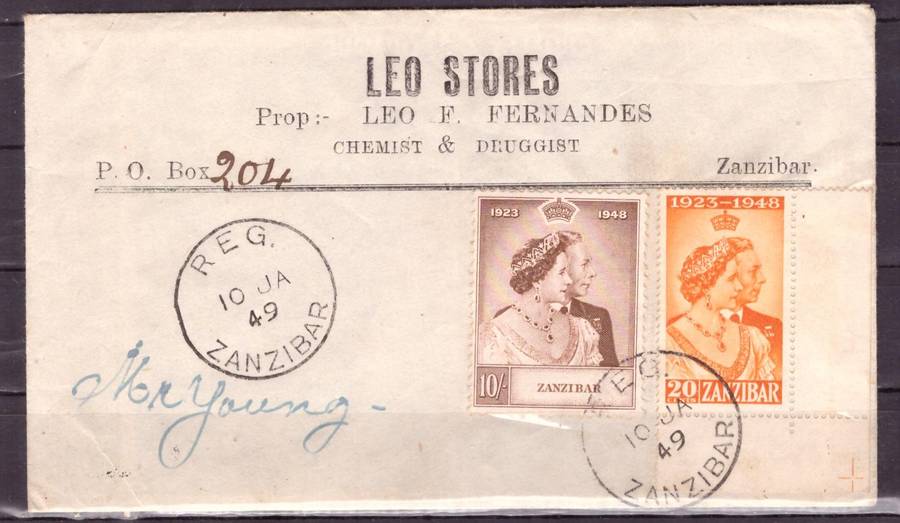 LEO STORES
Prop:- LEO F. FERNANDES
CHEMIST & DRUGGIST
P. O. Box 204 Zanzibar.
REG.
10 JA
49
ZANZIBAR
Mr Young -
1923 1948
10/-
ZANZIBAR
1923-1948
20
CENTS
ZANZIBAR
REG.
10 JA
49
ZANZIBAR